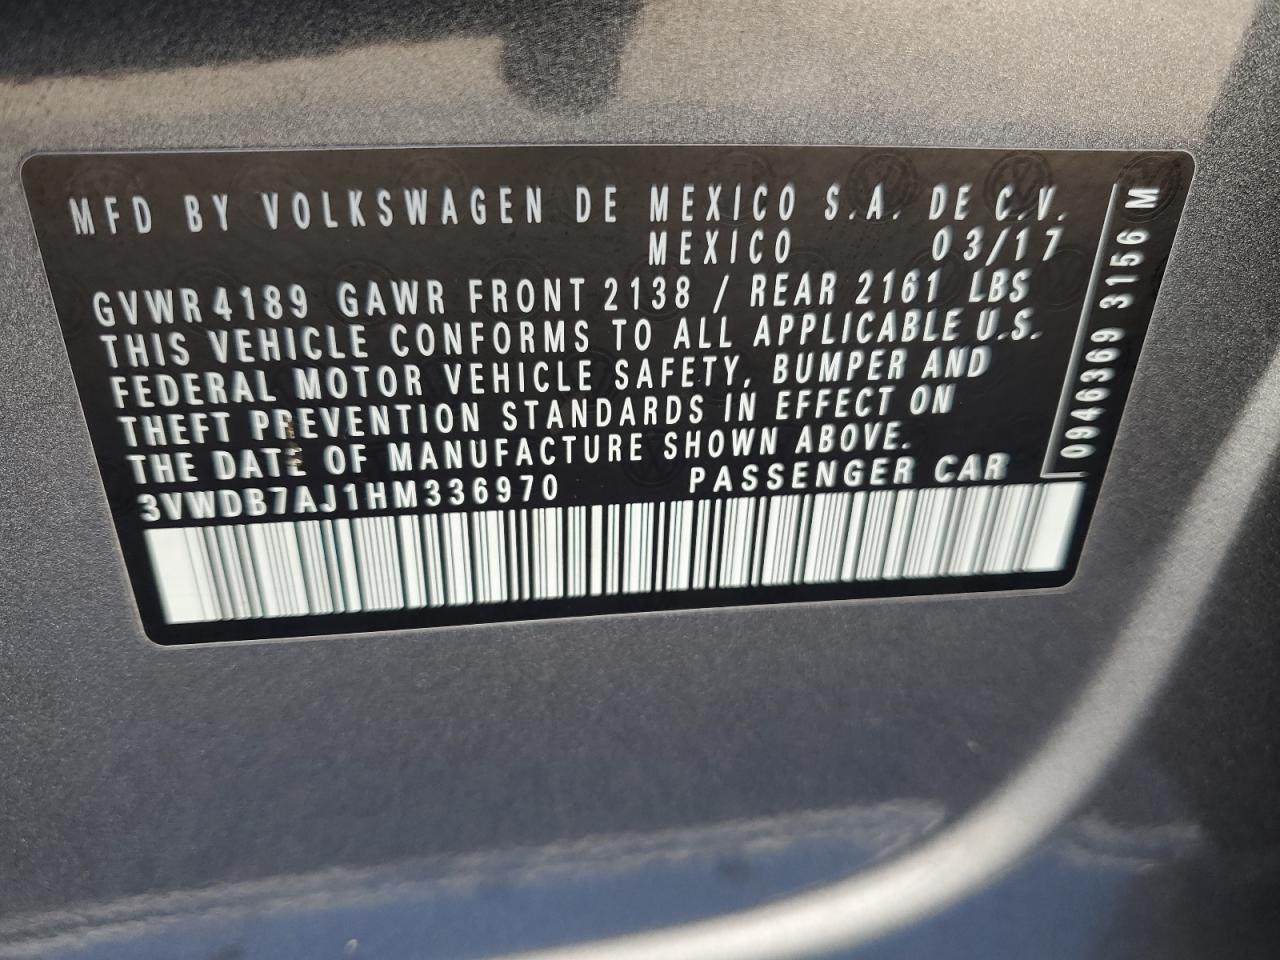 MFD BY VOLKSWAGEN DE MEXICO S.A. DE C.V.
MEXICO 03/17
GVWR 4189 GAWR FRONT 2138 / REAR 2161 LBS
THIS VEHICLE CONFORMS TO ALL APPLICABLE U.S.
FEDERAL MOTOR VEHICLE SAFETY, BUMPER AND
THEFT PREVENTION STANDARDS IN EFFECT ON
THE DATE OF MANUFACTURE SHOWN ABOVE.
3VWDB7AJ1HM336970 PASSENGER CAR
0946369 3156 M